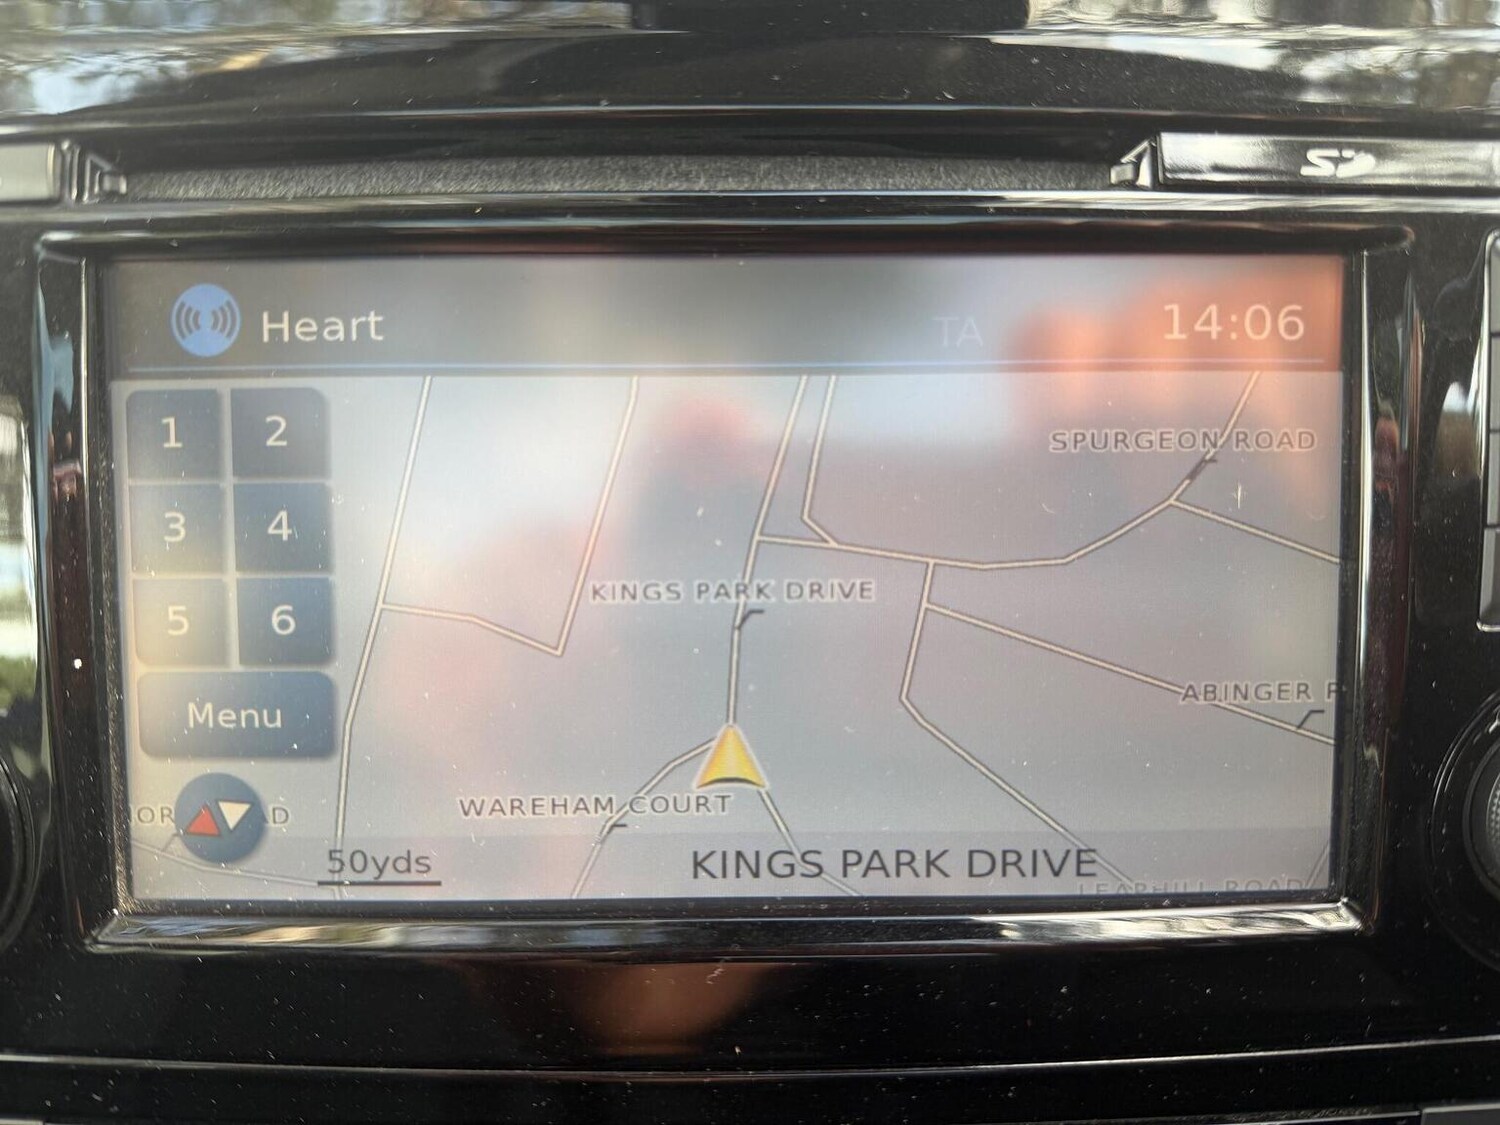 SD
Heart
TA
14:06
1
2
SPURGEON ROAD
3
4
KINGS PARK DRIVE
5
6
ABINGER
Menu
WAREHAM COURT
50yds
KINGS PARK DRIVE